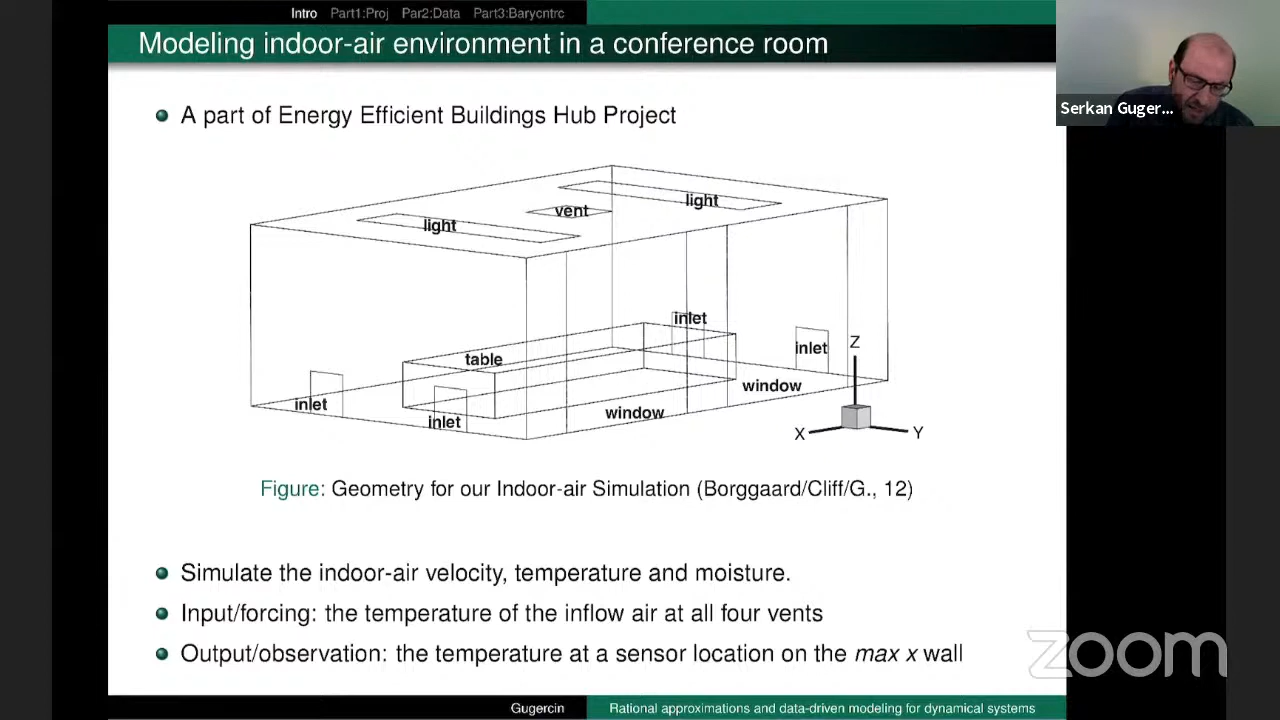 Intro Part1:Proj Par2:Data Part3:Barycntrc
Modeling indoor-air environment in a conference room
Serkan Guger...
A part of Energy Efficient Buildings Hub Project
light
vent
light
inlet
inlet
Z
table
window
inlet
inlet
window
X
Y
Figure: Geometry for our Indoor-air Simulation (Borggaard/Cliff/G., 12)
Simulate the indoor-air velocity, temperature and moisture.
Input/forcing: the temperature of the inflow air at all four vents
Output/observation: the temperature at a sensor location on the max x wall
zoom
Gugercin Rational approximations and data-driven modeling for dynamical systems